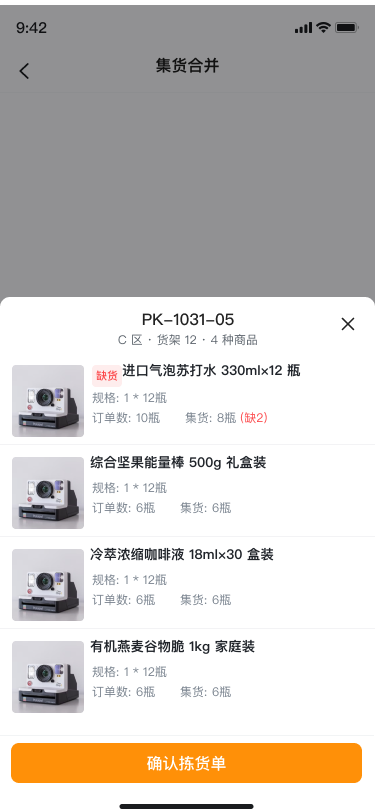 9:42
集货合并
PK-1031-05
C 区 · 货架 12 · 4 种商品
缺货 进口气泡苏打水 330ml×12 瓶
规格: 1 * 12瓶
订单数: 10瓶 集货: 8瓶 (缺2)
综合坚果能量棒 500g 礼盒装
规格: 1 * 12瓶
订单数: 6瓶 集货: 6瓶
冷萃浓缩咖啡液 18ml×30 盒装
规格: 1 * 12瓶
订单数: 6瓶 集货: 6瓶
有机燕麦谷物脆 1kg 家庭装
规格: 1 * 12瓶
订单数: 6瓶 集货: 6瓶
确认拣货单